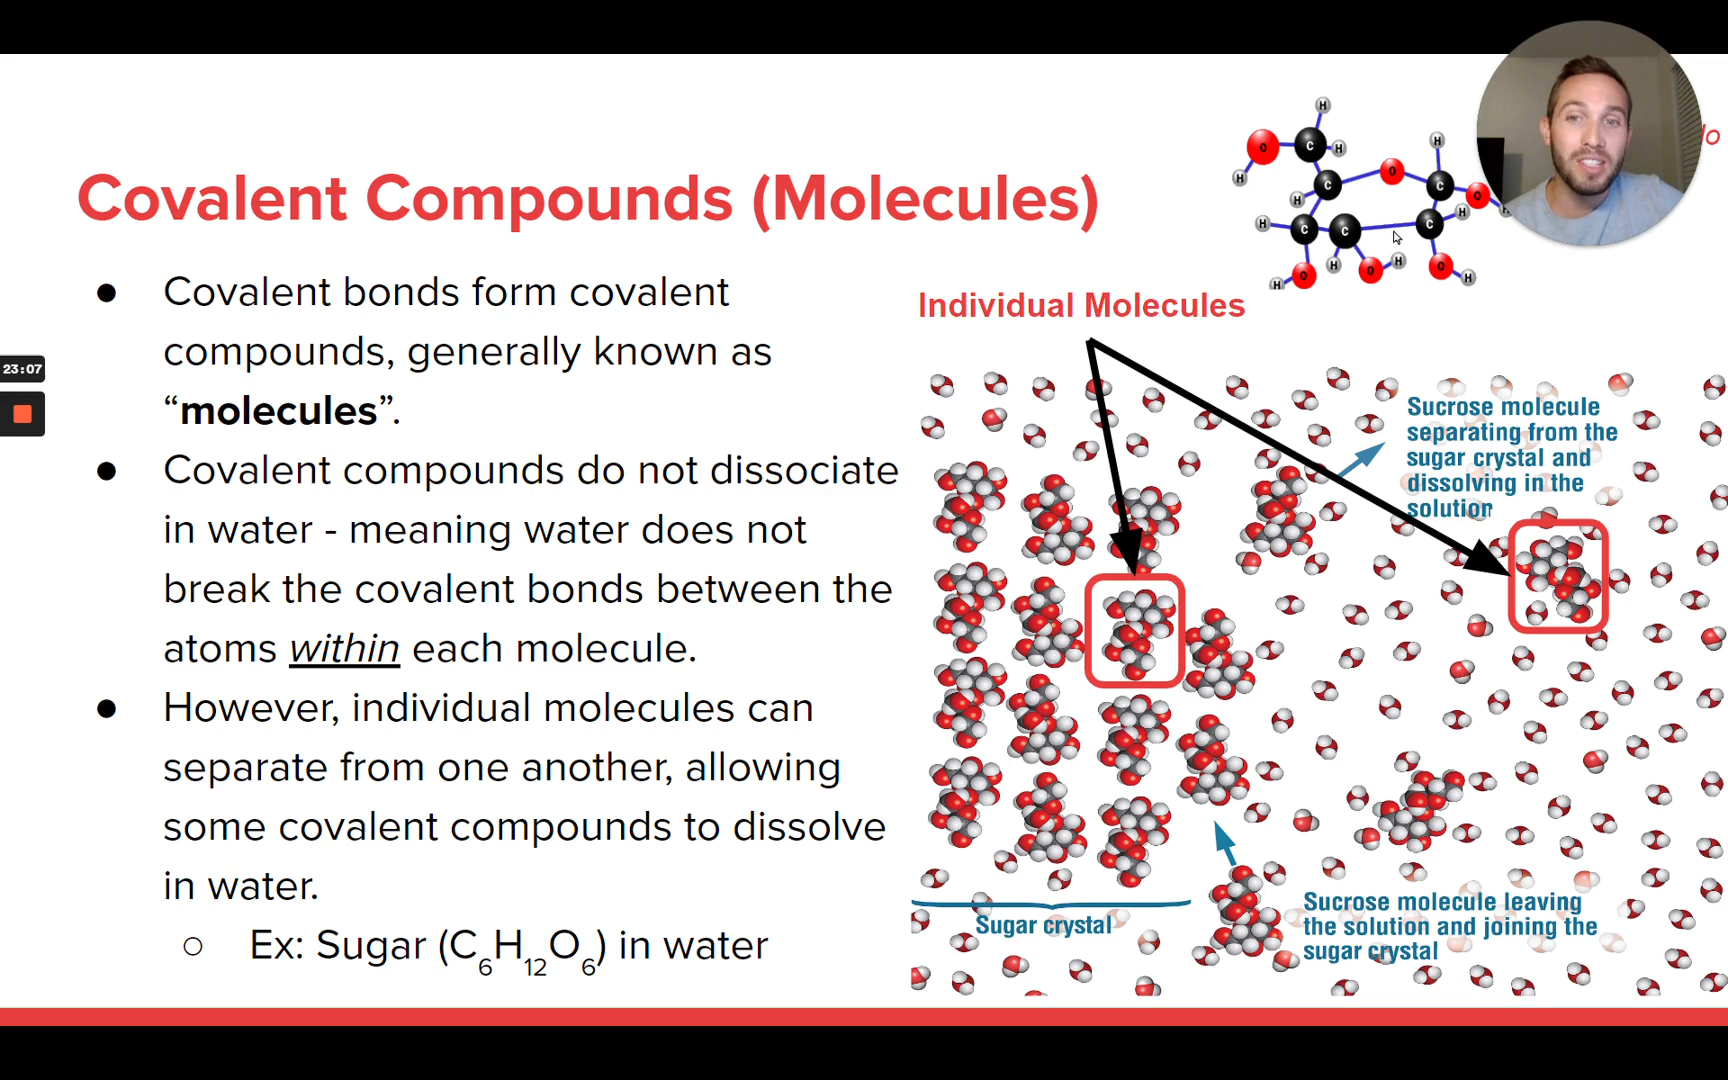 Covalent Compounds (Molecules)
● Covalent bonds form covalent
compounds, generally known as
“molecules”.
● Covalent compounds do not dissociate
in water - meaning water does not
break the covalent bonds between the
atoms within each molecule.
● However, individual molecules can
separate from one another, allowing
some covalent compounds to dissolve
in water.
○ Ex: Sugar (C6H12O6) in water
23:07
H
O C H
H
H
C O C O
H H
H C C C
H H
H O O O H
Individual Molecules
Sucrose molecule
separating from the
sugar crystal and
dissolving in the
solution
Sugar crystal
Sucrose molecule leaving
the solution and joining the
sugar crystal